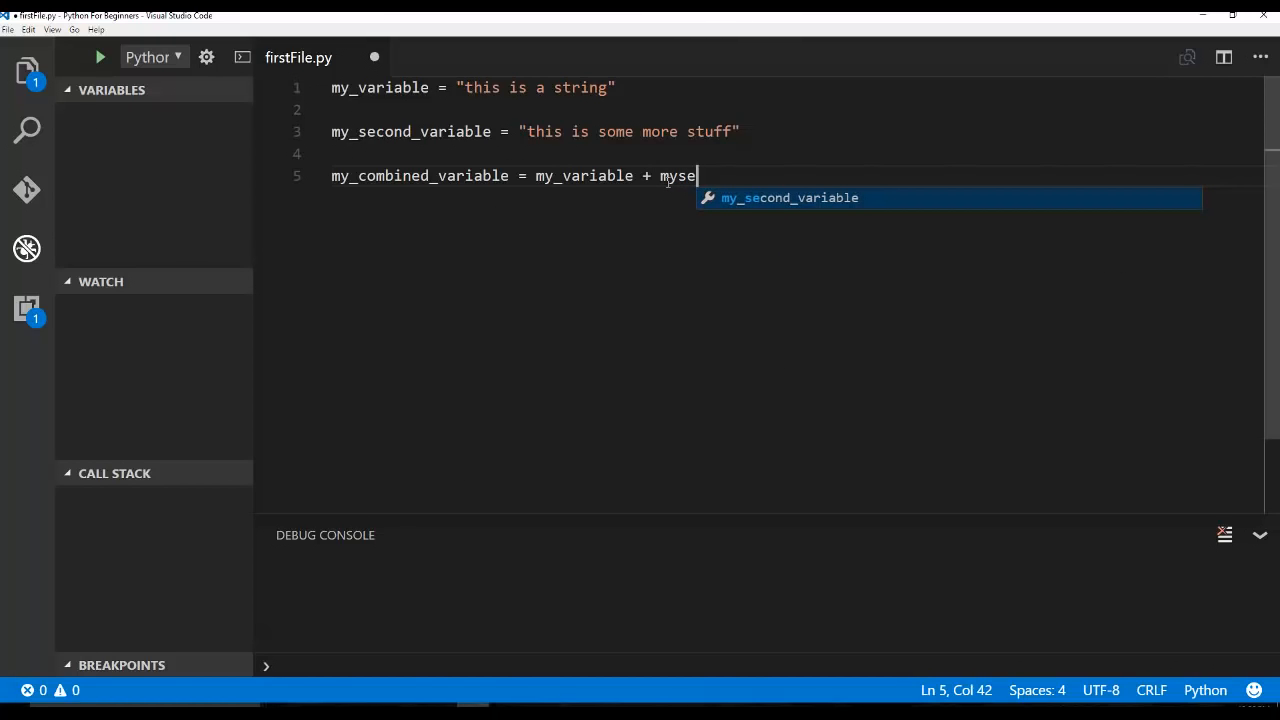 firstFile.py - Python For Beginners - Visual Studio Code
File Edit View Go Help
1
1
Python
firstFile.py
VARIABLES
WATCH
CALL STACK
BREAKPOINTS
1 my_variable = "this is a string"
2
3 my_second_variable = "this is some more stuff"
4
5 my_combined_variable = my_variable + myse
my_second_variable
DEBUG CONSOLE
0 0 Ln 5, Col 42 Spaces: 4 UTF-8 CRLF Python